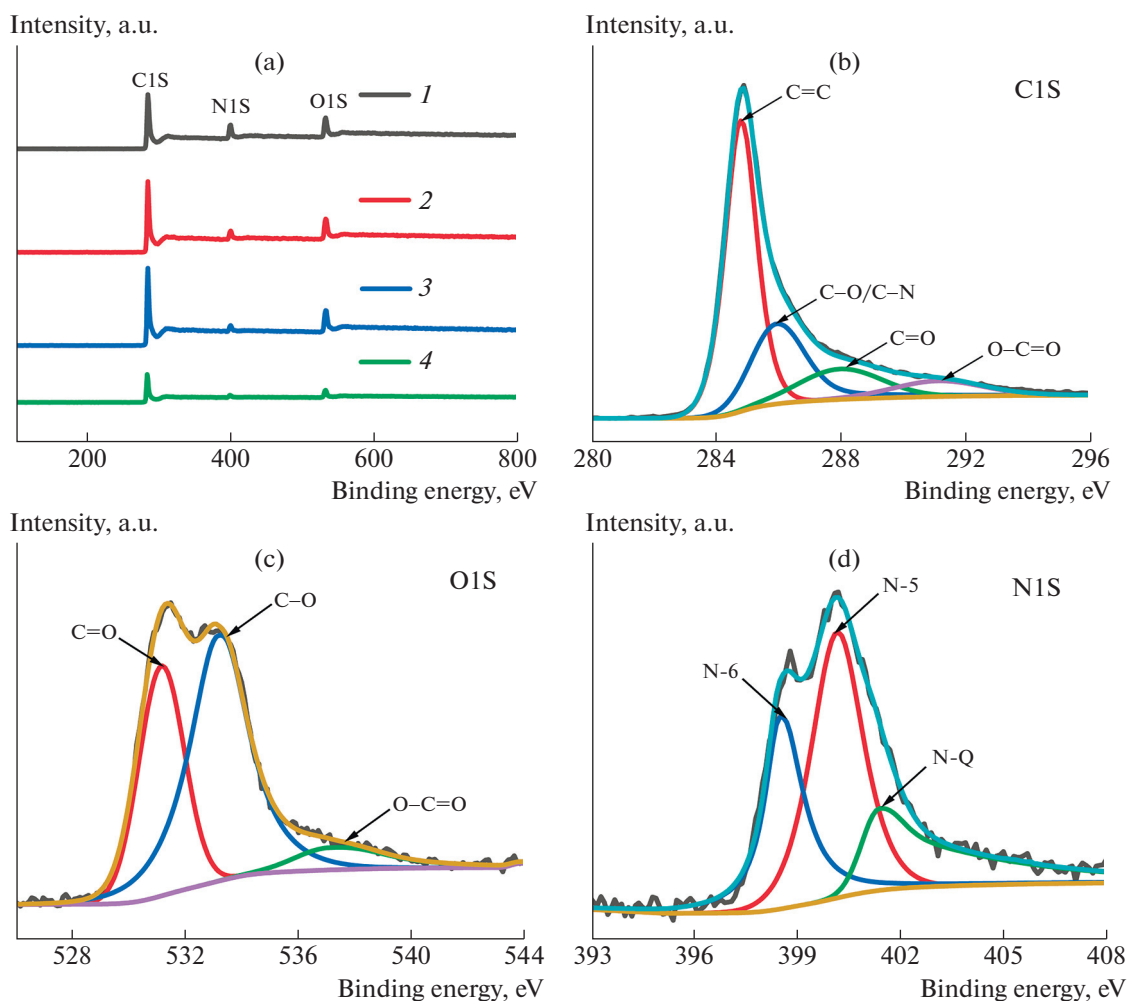 Intensity, a.u.
(a)
C1S
N1S
O1S
1
2
3
4
200 400 600 800
Binding energy, eV
Intensity, a.u.
(b)
C1S
C=C
C–O/C–N
C=O
O–C=O
280 284 288 292 296
Binding energy, eV
Intensity, a.u.
(c)
O1S
C=O
C–O
O–C=O
528 532 536 540 544
Binding energy, eV
Intensity, a.u.
(d)
N1S
N-5
N-6
N-Q
393 396 399 402 405 408
Binding energy, eV